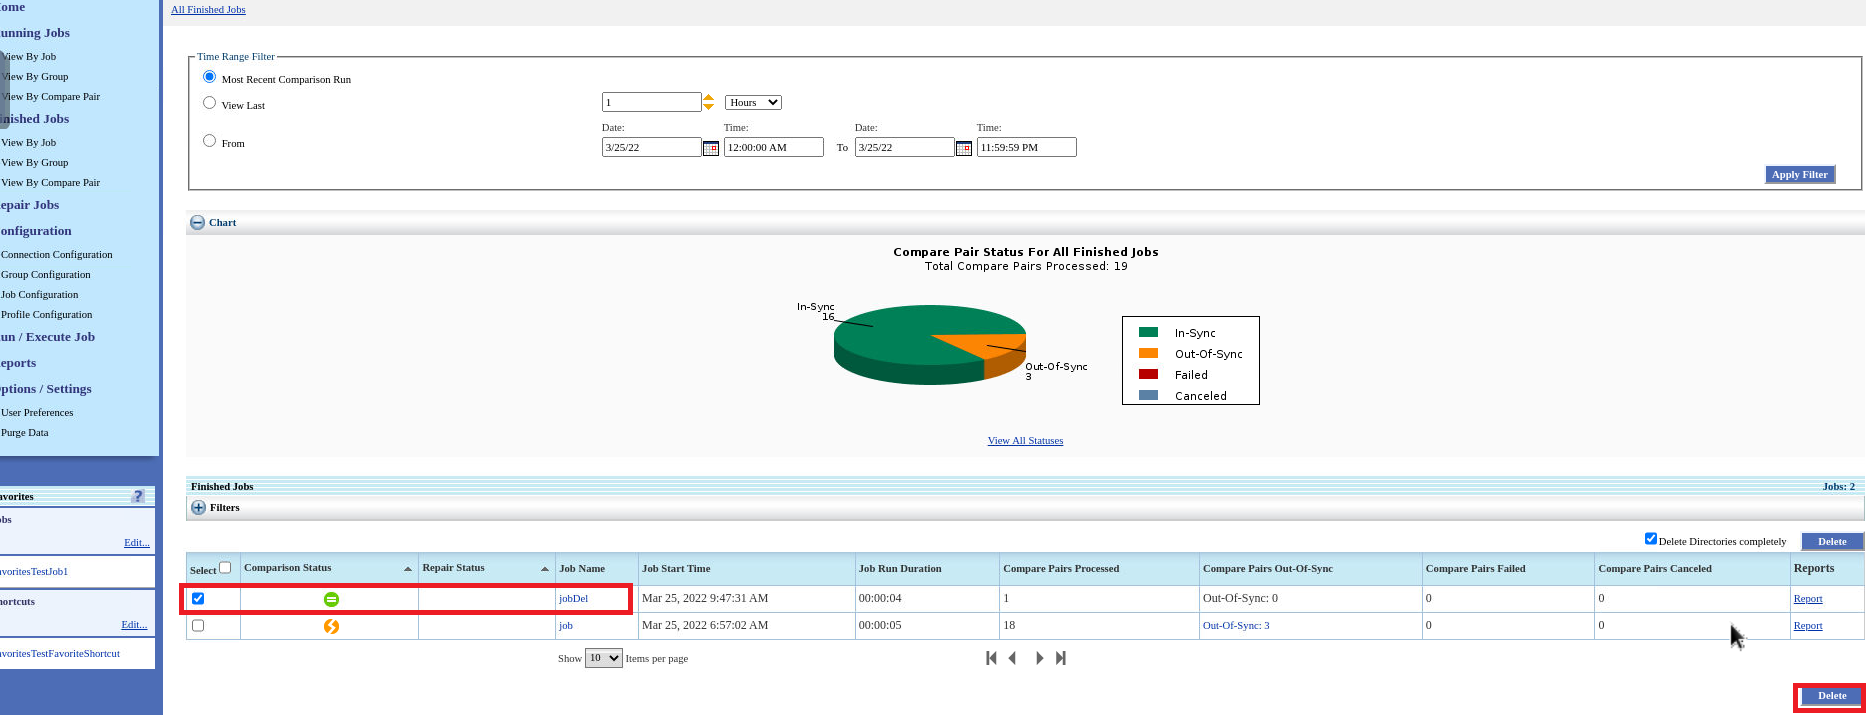 ome
All Finished Jobs
unning Jobs
View By Job
View By Group
View By Compare Pair
inished Jobs
View By Job
View By Group
View By Compare Pair
epair Jobs
onfiguration
Connection Configuration
Group Configuration
Job Configuration
Profile Configuration
un / Execute Job
eports
ptions / Settings
User Preferences
Purge Data
avorites ?
obs
Edit...
avoritesTestJob1
hortcuts
Edit...
avoritesTestFavoriteShortcut
Time Range Filter
Most Recent Comparison Run
View Last 1 Hours
Date: Time: Date: Time:
From 3/25/22 12:00:00 AM To 3/25/22 11:59:59 PM
Apply Filter
Chart
Compare Pair Status For All Finished Jobs
Total Compare Pairs Processed: 19
In-Sync
16
Out-Of-Sync
3
In-Sync
Out-Of-Sync
Failed
Canceled
View All Statuses
Finished Jobs Jobs: 2
Filters
Delete Directories completely Delete
Select Comparison Status Repair Status Job Name Job Start Time Job Run Duration Compare Pairs Processed Compare Pairs Out-Of-Sync Compare Pairs Failed Compare Pairs Canceled Reports
jobDel Mar 25, 2022 9:47:31 AM 00:00:04 1 Out-Of-Sync: 0 0 0 Report
job Mar 25, 2022 6:57:02 AM 00:00:05 18 Out-Of-Sync: 3 0 0 Report
Show 10 Items per page
Delete